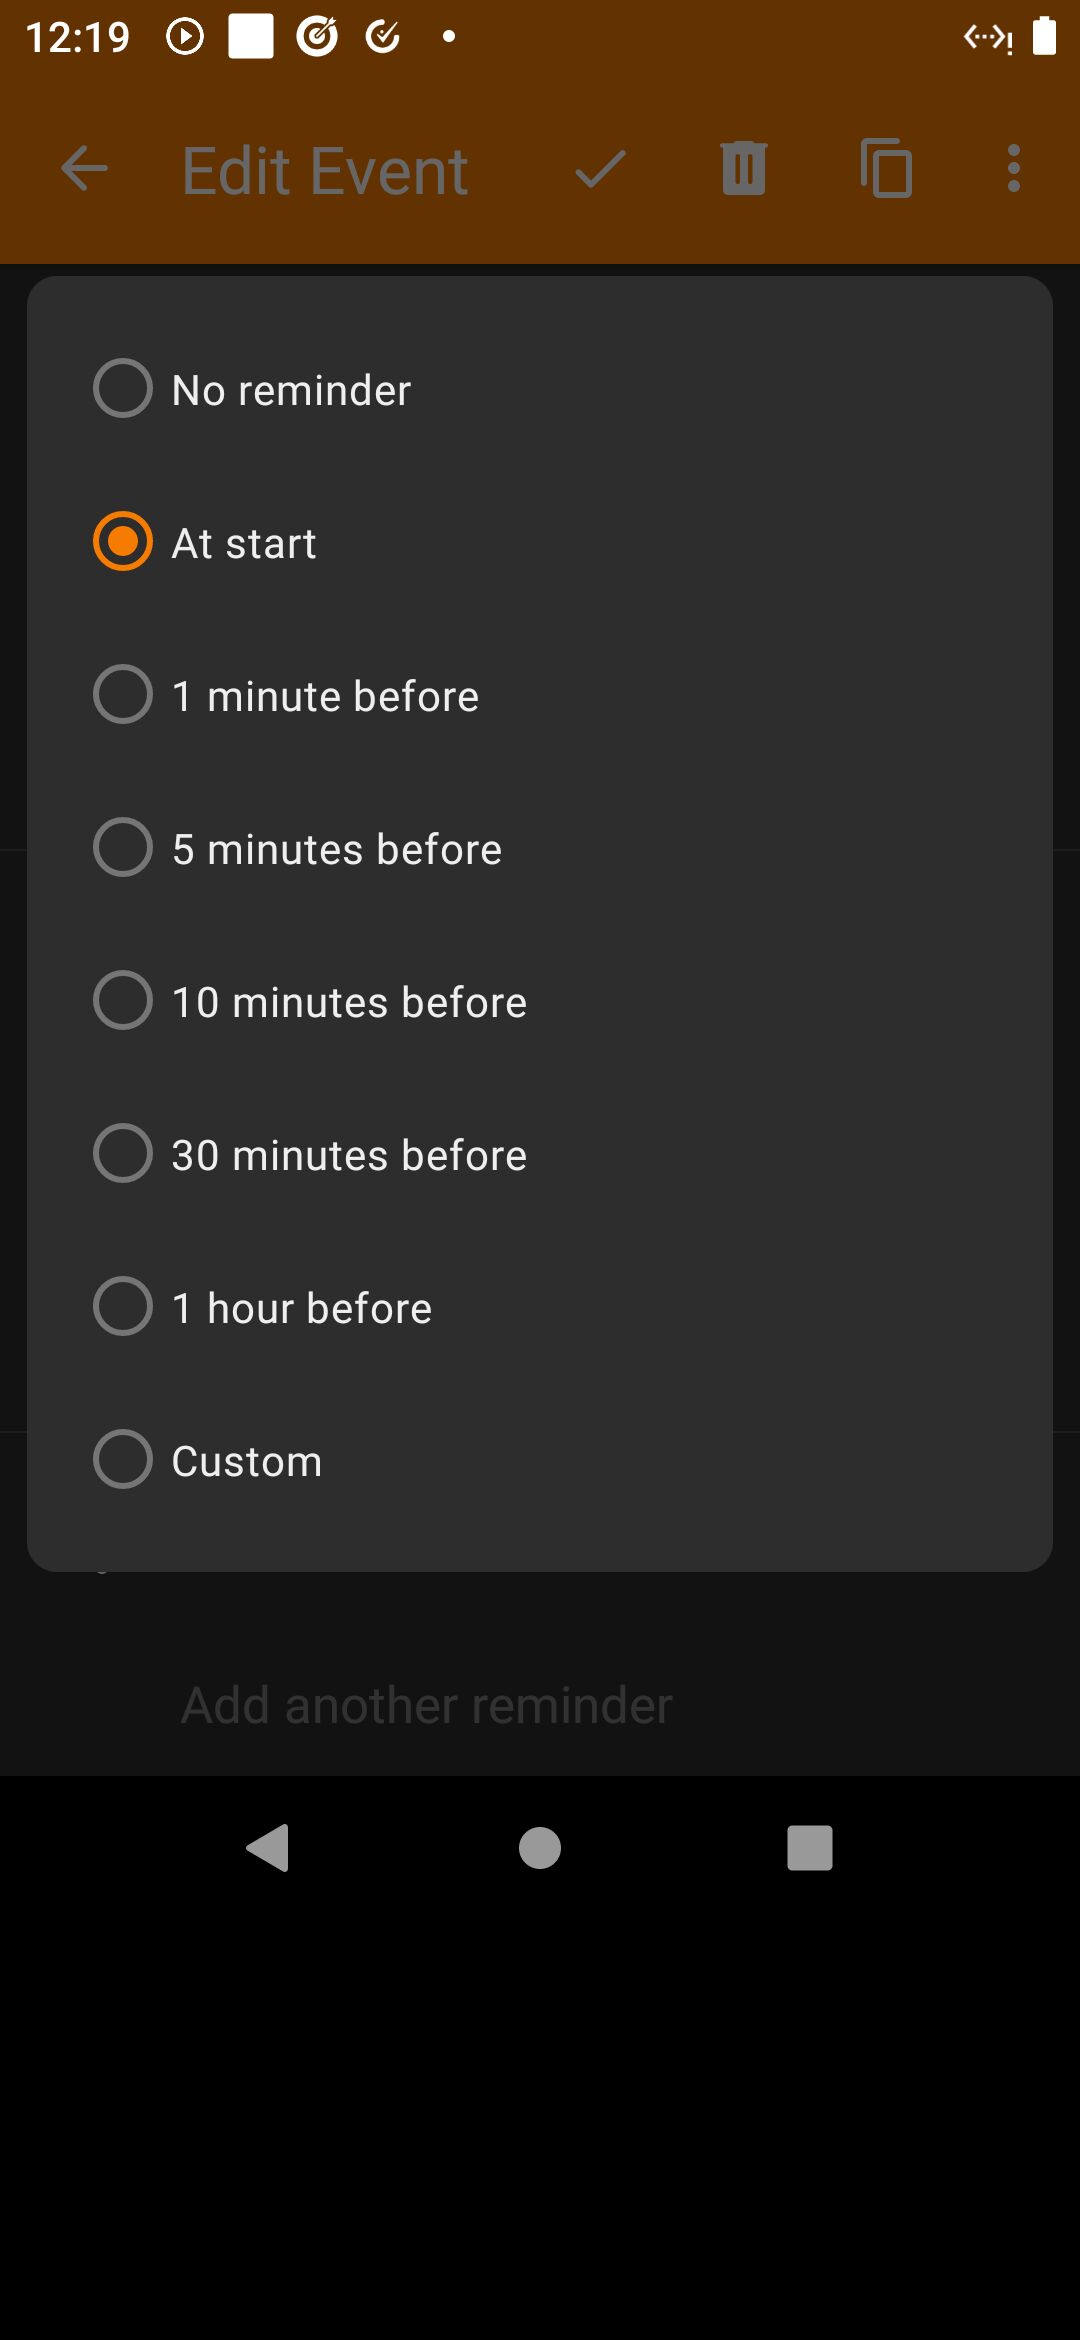 12:19
Edit Event
No reminder
At start
1 minute before
5 minutes before
10 minutes before
30 minutes before
1 hour before
Custom
Add another reminder